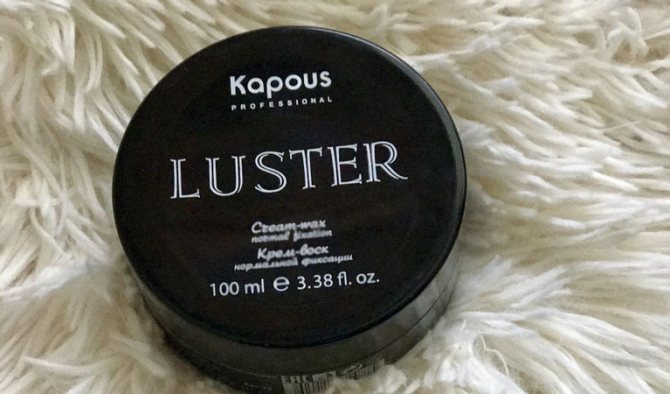 Kapous
PROFESSIONAL
LUSTER
Cream-wax
normal fixation
Крем-воск
нормальной фиксации
100 ml ℮ 3.38 fl. oz.